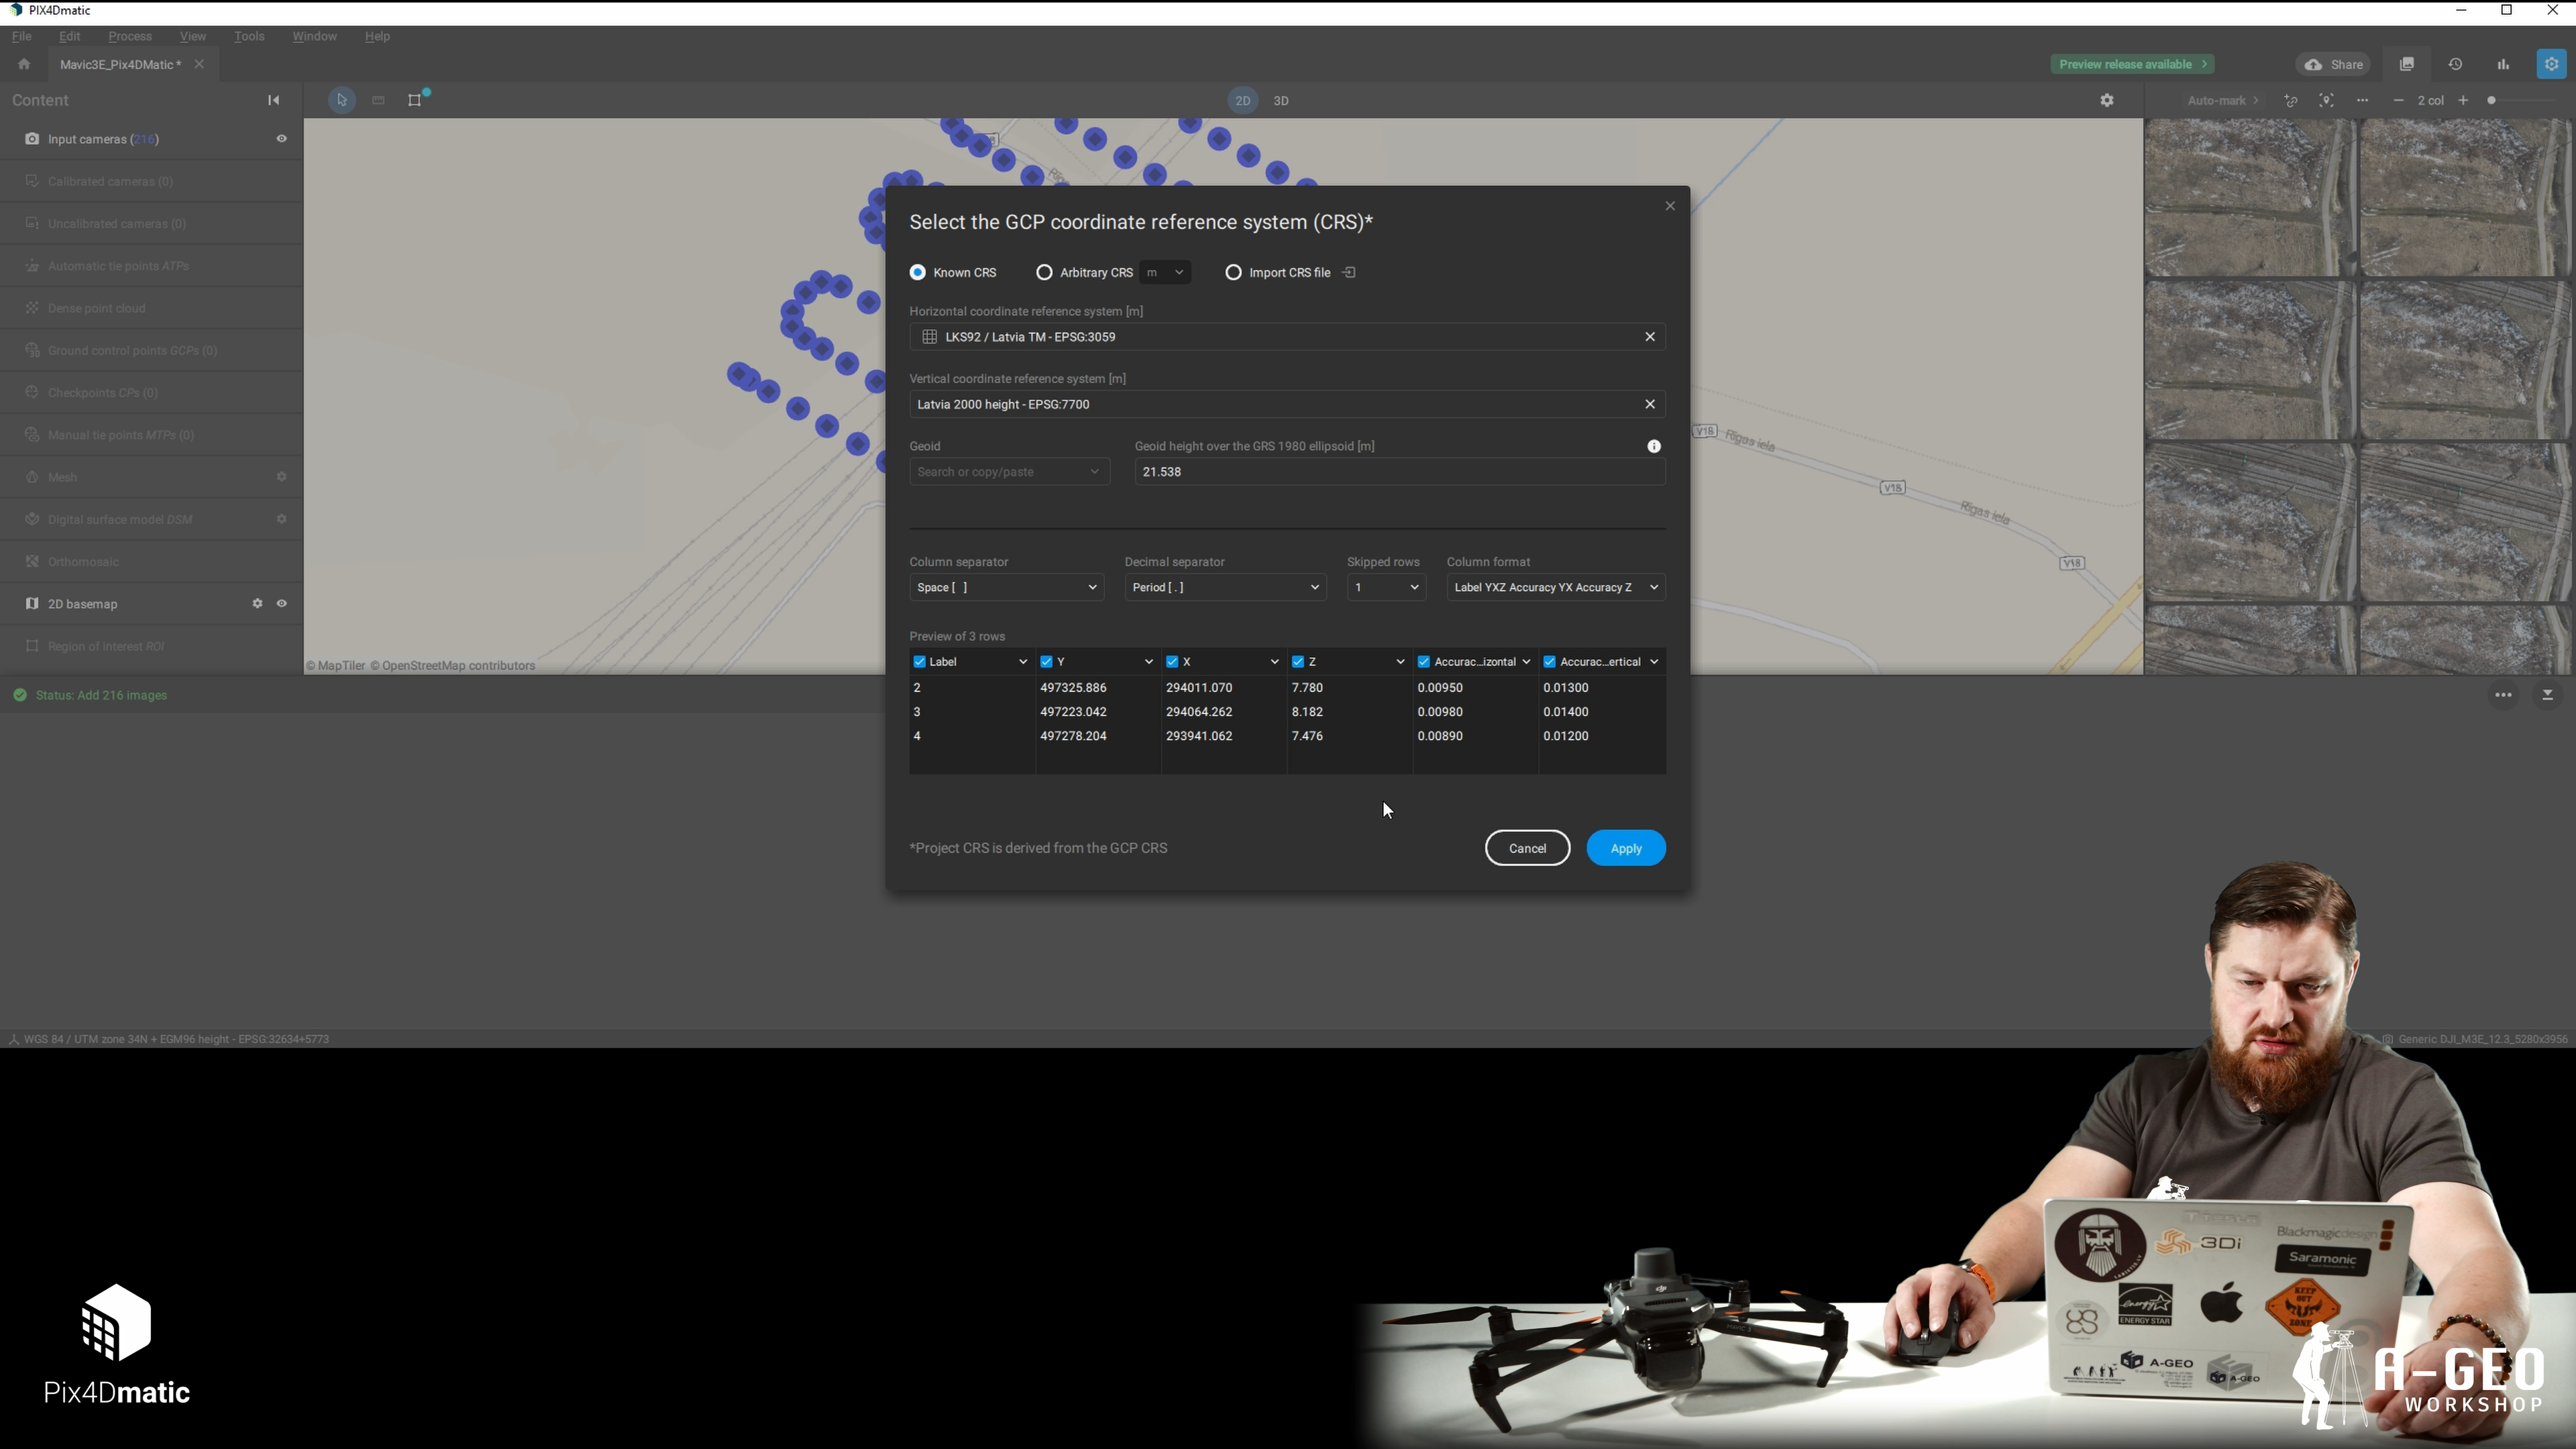 PIX4Dmatic
File Edit Process View Tools Window Help
Mavic3E_Pix4DMatic *
Preview release available
Share
Content
2D 3D
Auto-mark
2 col
Input cameras (216)
Calibrated cameras (0)
Uncalibrated cameras (0)
Automatic tie points ATPs
Dense point cloud
Ground control points GCPs (0)
Checkpoints CPs (0)
Manual tie points MTPs (0)
Mesh
Digital surface model DSM
Orthomosaic
2D basemap
Region of interest ROI
V18
Rīgas iela
V18
Rīgas iela
V18
© MapTiler © OpenStreetMap contributors
Select the GCP coordinate reference system (CRS)*
Known CRS Arbitrary CRS m Import CRS file
Horizontal coordinate reference system [m]
LKS92 / Latvia TM - EPSG:3059
Vertical coordinate reference system [m]
Latvia 2000 height - EPSG:7700
Geoid Geoid height over the GRS 1980 ellipsoid [m]
Search or copy/paste 21.538
Column separator Decimal separator Skipped rows Column format
Space [ ] Period [ . ] 1 Label YXZ Accuracy YX Accuracy Z
Preview of 3 rows
Label Y X Z Accurac...izontal Accurac...ertical
2 497325.886 294011.070 7.780 0.00950 0.01300
3 497223.042 294064.262 8.182 0.00980 0.01400
4 497278.204 293941.062 7.476 0.00890 0.01200
*Project CRS is derived from the GCP CRS
Cancel Apply
Status: Add 216 images
WGS 84 / UTM zone 34N + EGM96 height - EPSG:32634+5773
Generic DJI_M3E_12.3_5280x3956
Pix4Dmatic
3Di
Blackmagicdesign
Saramonic
ENERGY STAR
KEEP OUT ZONE
A-GEO
A-GEO
A-GEO
WORKSHOP